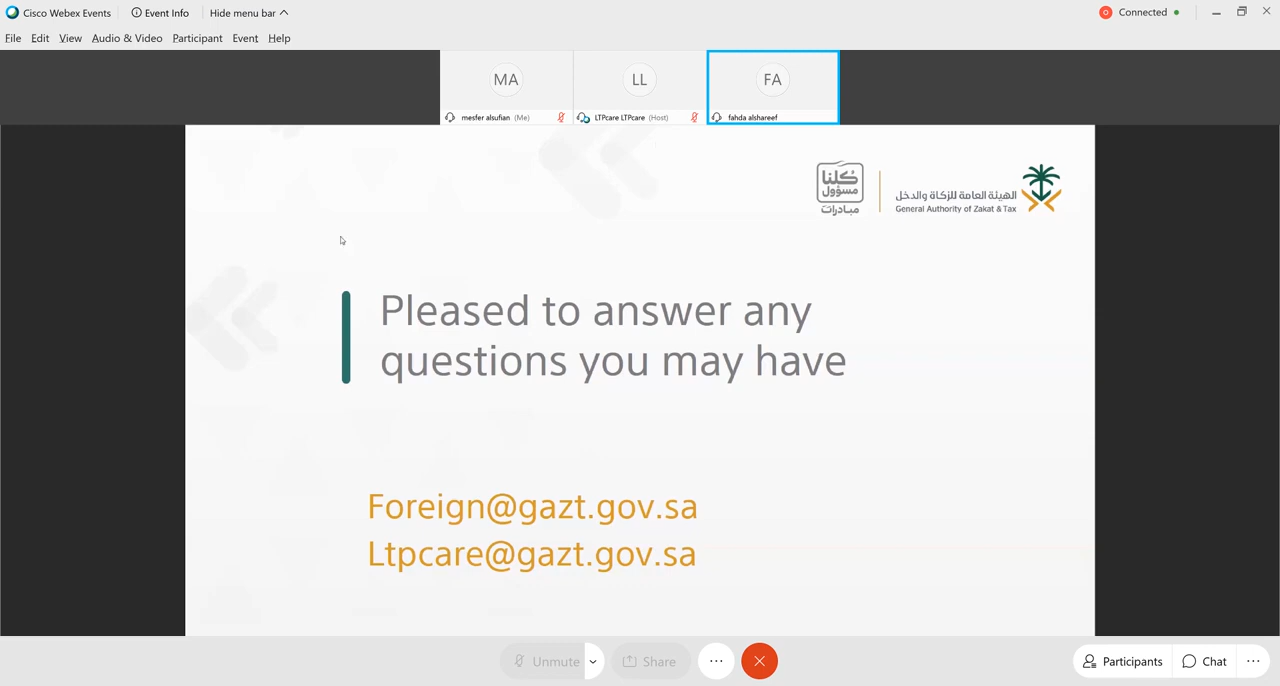 Cisco Webex Events
Event Info
Hide menu bar
Connected
File Edit View Audio & Video Participant Event Help
MA
LL
FA
mesfer alsufian (Me)
LTPcare LTPcare (Host)
fahda alshareef
كلنا
مسؤول
مبادرات
الهيئة العامة للزكاة والدخل
General Authority of Zakat & Tax
Pleased to answer any
questions you may have
Foreign@gazt.gov.sa
Ltpcare@gazt.gov.sa
Unmute
Share
Participants
Chat